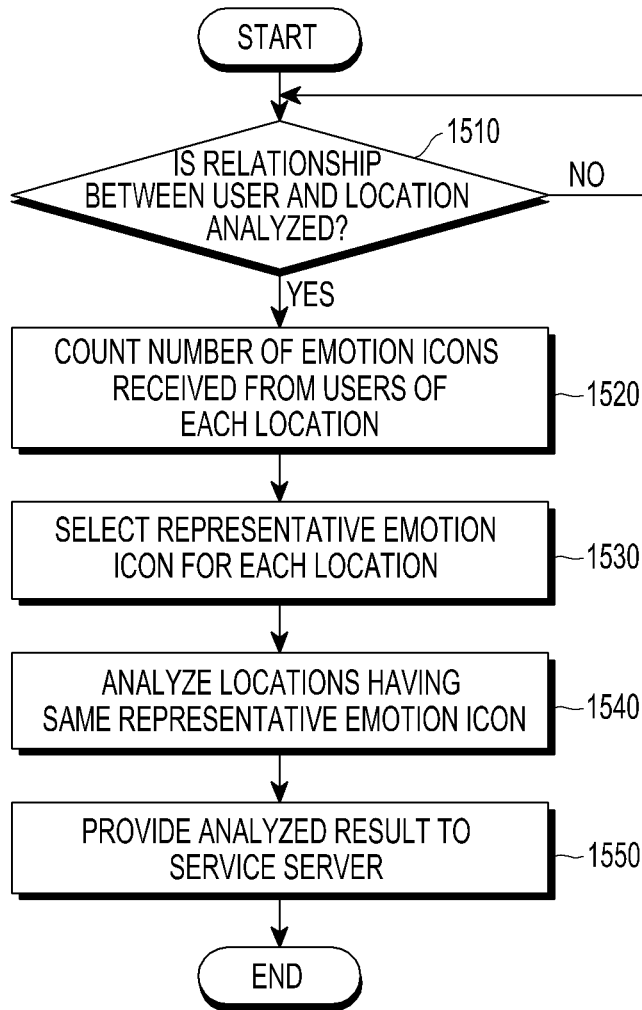 START
1510
IS RELATIONSHIP
BETWEEN USER AND LOCATION
ANALYZED?
NO
YES
COUNT NUMBER OF EMOTION ICONS
RECEIVED FROM USERS OF
EACH LOCATION
1520
SELECT REPRESENTATIVE EMOTION
ICON FOR EACH LOCATION
1530
ANALYZE LOCATIONS HAVING
SAME REPRESENTATIVE EMOTION ICON
1540
PROVIDE ANALYZED RESULT TO
SERVICE SERVER
1550
END